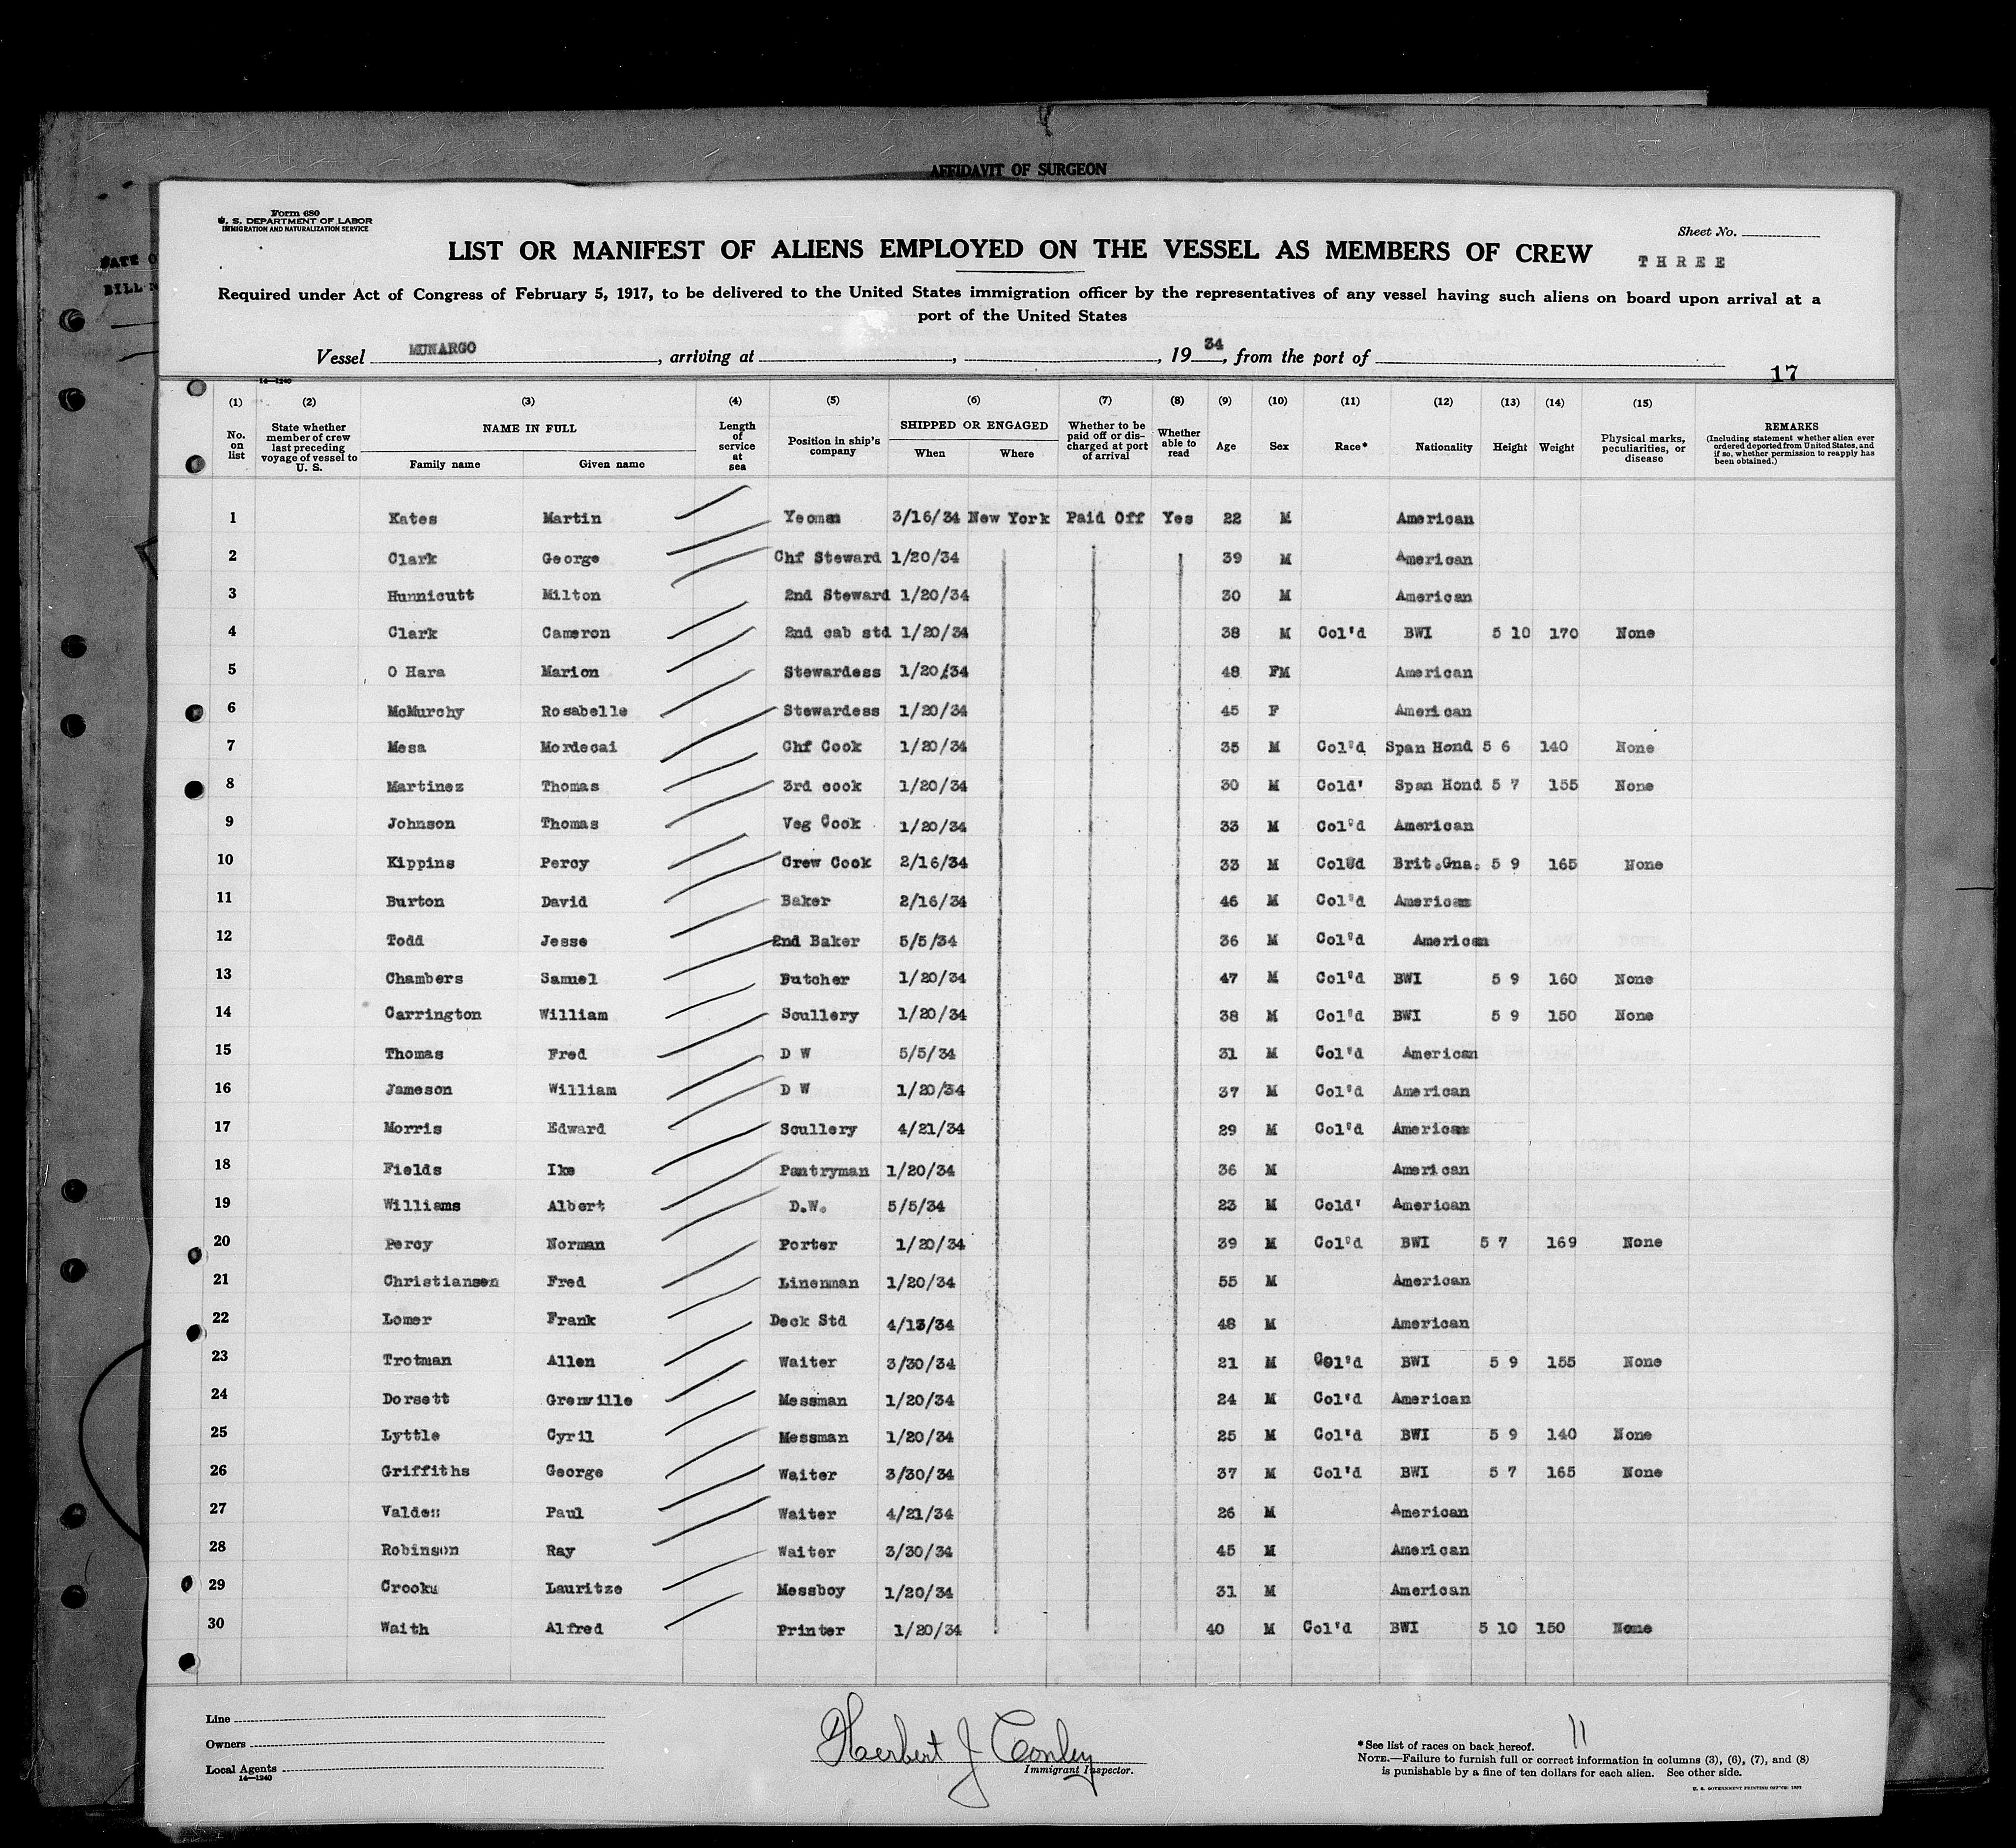 AFFIDAVIT OF SURGEON
Form 680
U. S. DEPARTMENT OF LABOR
IMMIGRATION AND NATURALIZATION SERVICE
Sheet No.
THREE
LIST OR MANIFEST OF ALIENS EMPLOYED ON THE VESSEL AS MEMBERS OF CREW
Required under Act of Congress of February 5, 1917, to be delivered to the United States immigration officer by the representatives of any vessel having such aliens on board upon arrival at a
port of the United States
Vessel MUNARGO, arriving at , , 1934, from the port of
17
14—1240
(1) No. on list (2) State whether member of crew last preceding voyage of vessel to U. S. (3) NAME IN FULL Family name Given name (4) Length of service at sea (5) Position in ship's company (6) SHIPPED OR ENGAGED When Where (7) Whether to be paid off or discharged at port of arrival (8) Whether able to read (9) Age (10) Sex (11) Race* (12) Nationality (13) Height (14) Weight (15) Physical marks, peculiarities, or disease REMARKS (Including statement whether alien ever ordered deported from United States, and if so, whether permission to reapply has been obtained.)
1 Kates Martin Yeoman 3/16/34 New York Paid Off Yes 22 M American
2 Clark George Chf Steward 1/20/34 39 M American
3 Hunnicutt Milton 2nd Steward 1/20/34 30 M American
4 Clark Cameron 2nd cab std 1/20/34 38 M Col'd BWI 5 10 170 None
5 O Hara Marion Stewardess 1/20/34 48 FM American
6 McMurchy Rosabelle Stewardess 1/20/34 45 F American
7 Mesa Mordecai Chf Cook 1/20/34 35 M Col'd Span Hond 5 6 140 None
8 Martinez Thomas 3rd cook 1/20/34 30 M Cold' Span Hond 5 7 155 None
9 Johnson Thomas Veg Cook 1/20/34 33 M Col'd American
10 Kippins Percy Crew Cook 2/16/34 33 M Col'd Brit.Gna. 5 9 165 None
11 Burton David Baker 2/16/34 46 M Col'd American
12 Todd Jesse 2nd Baker 5/5/34 36 M Col'd American
13 Chambers Samuel Butcher 1/20/34 47 M Col'd BWI 5 9 160 None
14 Carrington William Scullery 1/20/34 38 M Col'd BWI 5 9 150 None
15 Thomas Fred D W 5/5/34 31 M Col'd American
16 Jameson William D W 1/20/34 37 M Col'd American
17 Morris Edward Scullery 4/21/34 29 M Col'd American
18 Fields Ike Pantryman 1/20/34 36 M American
19 Williams Albert D.W. 5/5/34 23 M Cold' American
20 Percy Norman Porter 1/20/34 39 M Col'd BWI 5 7 169 None
21 Christiansen Fred Linenman 1/20/34 55 M American
22 Lomer Frank Deck Std 4/13/34 48 M American
23 Trotman Allen Waiter 3/30/34 21 M Col'd BWI 5 9 155 None
24 Dorsett Grenville Messman 1/20/34 24 M Col'd American
25 Lyttle Cyril Messman 1/20/34 25 M Col'd BWI 5 9 140 None
26 Griffiths George Waiter 3/30/34 37 M Col'd BWI 5 7 165 None
27 Paul Waiter 4/21/34 26 M American
28 Robinson Ray Waiter 3/30/34 45 M American
29 Lauritze Messboy 1/20/34 31 M American
30 Waith Alfred Printer 1/20/34 40 M Col'd BWI 5 10 150 None
Line
Owners
Local Agents
14—1240
Herbert J Conley
Immigrant Inspector.
11
*See list of races on back hereof.
NOTE.—Failure to furnish full or correct information in columns (3), (6), (7), and (8)
is punishable by a fine of ten dollars for each alien. See other side.